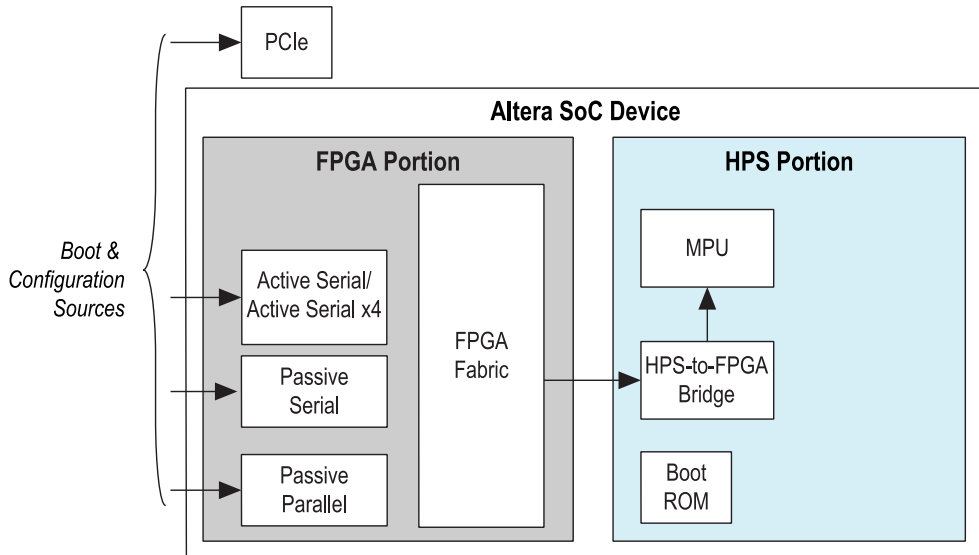 PCIe
Altera SoC Device
FPGA Portion
HPS Portion
Boot &
Configuration
Sources
Active Serial/
Active Serial x4
Passive
Serial
Passive
Parallel
FPGA
Fabric
MPU
HPS-to-FPGA
Bridge
Boot
ROM